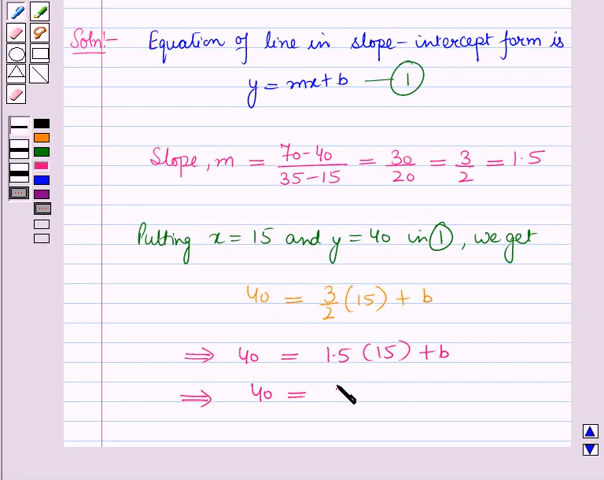 Soln:- Equation of line in slope-intercept form is
y = mx + b — 1
Slope, m = 70-40/35-15 = 30/20 = 3/2 = 1.5
Putting x = 15 and y = 40 in 1, we get
40 = 3/2 (15) + b
⇒ 40 = 1.5 (15) + b
⇒ 40 =